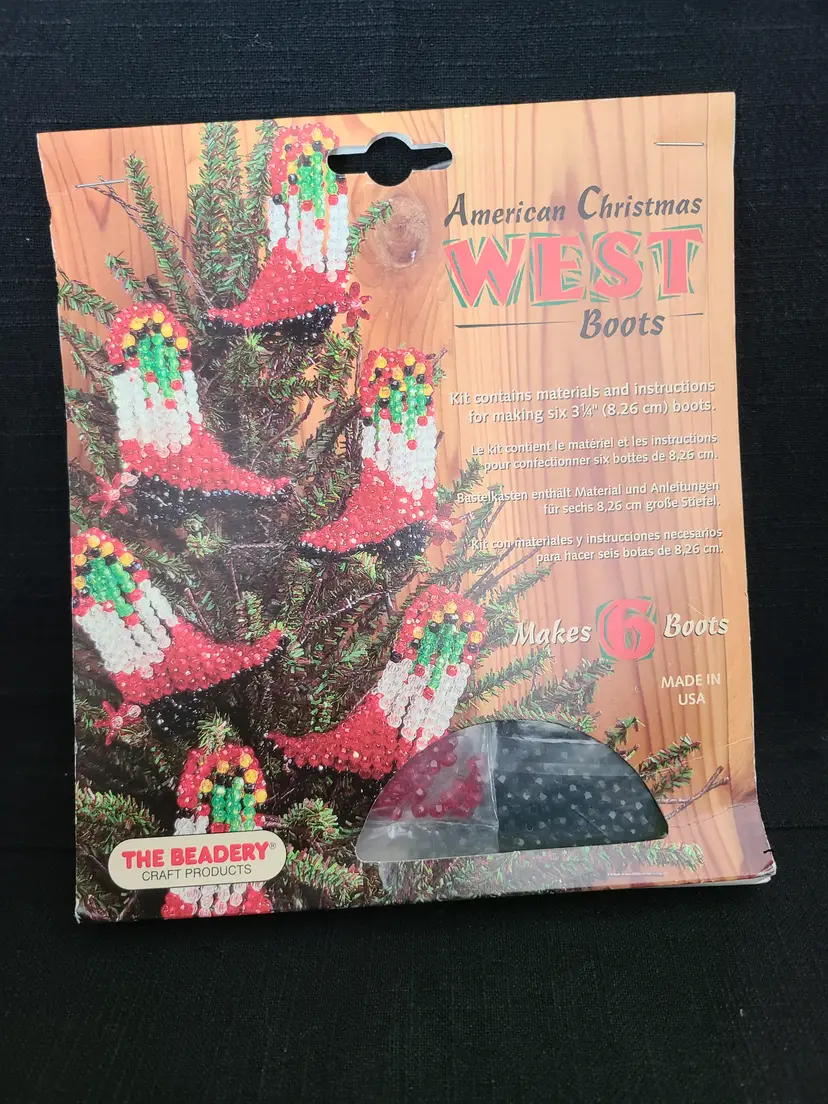 American Christmas
WEST
Boots
Kit contains materials and instructions
for making six 3¼" (8.26 cm) boots.
Le kit contient le matériel et les instructions
pour confectionner six bottes de 8,26 cm.
Bastelkasten enthält Material und Anleitungen
für sechs 8,26 cm große Stiefel.
Kit con materiales y instrucciones necesarios
para hacer seis botas de 8,26 cm.
Makes 6 Boots
MADE IN
USA
THE BEADERY®
CRAFT PRODUCTS